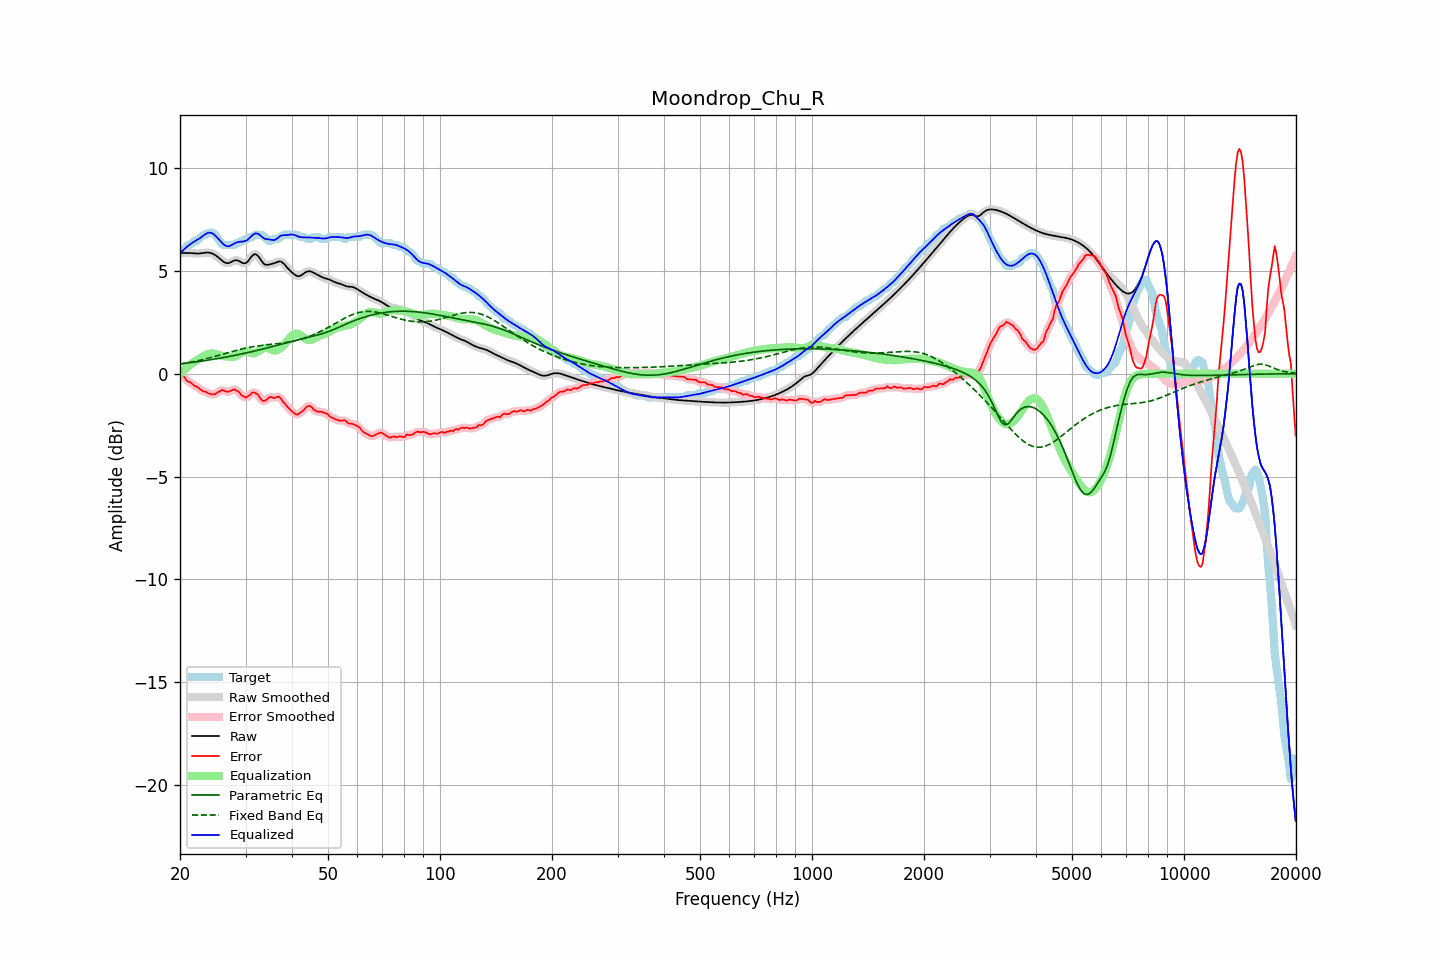 Moondrop_Chu_R
Amplitude (dBr)
10
5
0
−5
−10
−15
−20
Target
Raw Smoothed
Error Smoothed
Raw
Error
Equalization
Parametric Eq
Fixed Band Eq
Equalized
20 50 100 200 500 1000 2000 5000 10000 20000
Frequency (Hz)